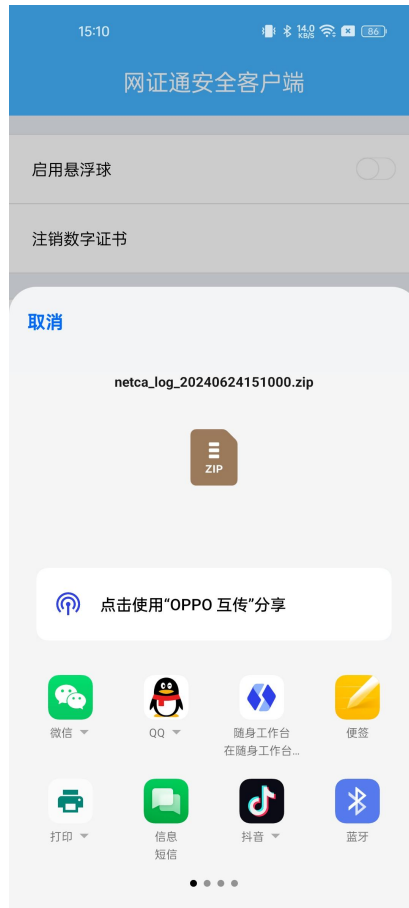 15:10
14.0
KB/S
86
网证通安全客户端
启用悬浮球
注销数字证书
取消
netca_log_20240624151000.zip
ZIP
点击使用“OPPO 互传”分享
微信
QQ
随身工作台
在随身工作台...
便签
打印
信息
短信
抖音
蓝牙